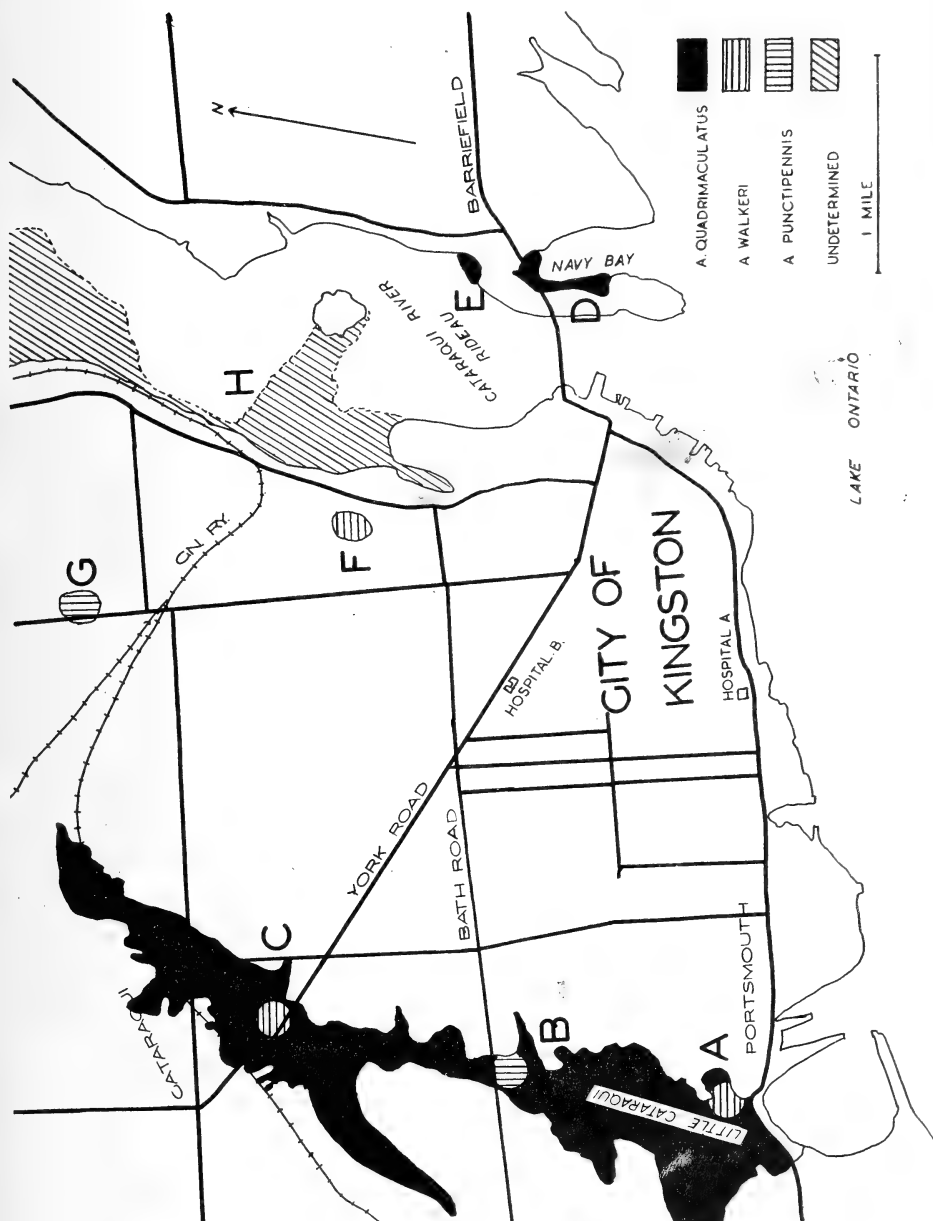 G
C.N. RY.
H
F
N
CATARAQUI RIVER
RIDEAU
E
BARRIEFIELD
NAVY BAY
D
CATARAQUI
C
YORK ROAD
BATH ROAD
HOSPITAL. B.
CITY OF
KINGSTON
HOSPITAL A
B
A
LITTLE CATARAQUI
PORTSMOUTH
LAKE ONTARIO
A. QUADRIMACULATUS
A WALKERI
A PUNCTIPENNIS
UNDETERMINED
1 MILE